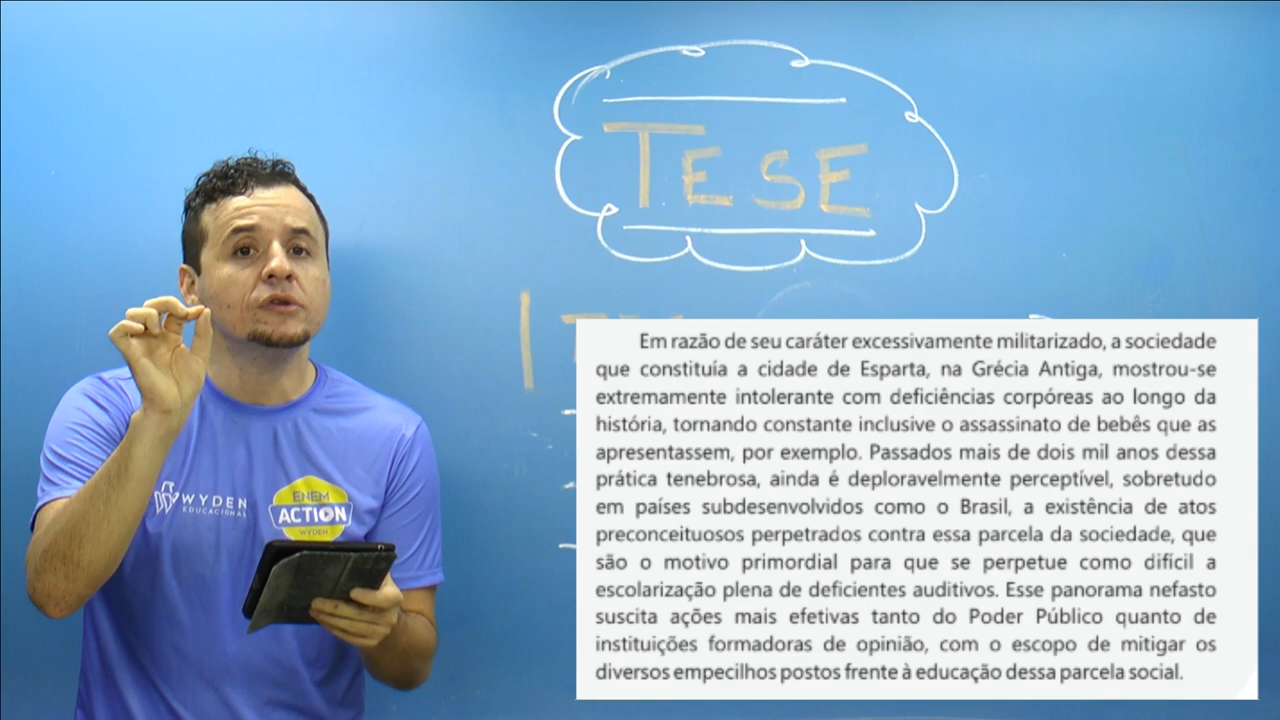 TESE
WYDEN
EDUCACIONAL
ENEM
ACTION
WYDEN
Em razão de seu caráter excessivamente militarizado, a sociedade
que constituía a cidade de Esparta, na Grécia Antiga, mostrou-se
extremamente intolerante com deficiências corpóreas ao longo da
história, tornando constante inclusive o assassinato de bebês que as
apresentassem, por exemplo. Passados mais de dois mil anos dessa
prática tenebrosa, ainda é deploravelmente perceptível, sobretudo
em países subdesenvolvidos como o Brasil, a existência de atos
preconceituosos perpetrados contra essa parcela da sociedade, que
são o motivo primordial para que se perpetue como difícil a
escolarização plena de deficientes auditivos. Esse panorama nefasto
suscita ações mais efetivas tanto do Poder Público quanto de
instituições formadoras de opinião, com o escopo de mitigar os
diversos empecilhos postos frente à educação dessa parcela social.